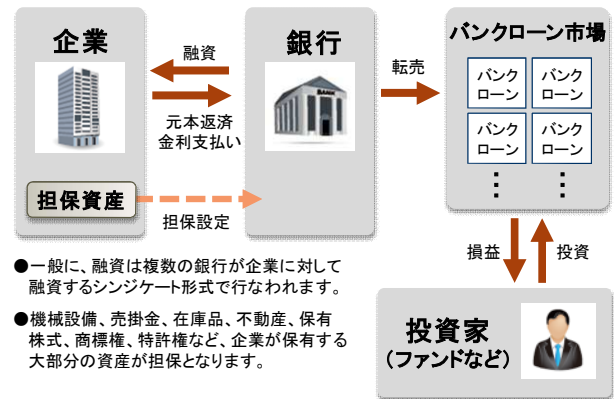 企業
融資
元本返済
金利支払い
担保資産
担保設定
銀行
BANK
転売
バンクローン市場
バンク
ローン
バンク
ローン
バンク
ローン
バンク
ローン
⋮ ⋮
損益
投資
投資家
(ファンドなど)
●一般に、融資は複数の銀行が企業に対して
融資するシンジケート形式で行なわれます。
●機械設備、売掛金、在庫品、不動産、保有
株式、商標権、特許権など、企業が保有する
大部分の資産が担保となります。